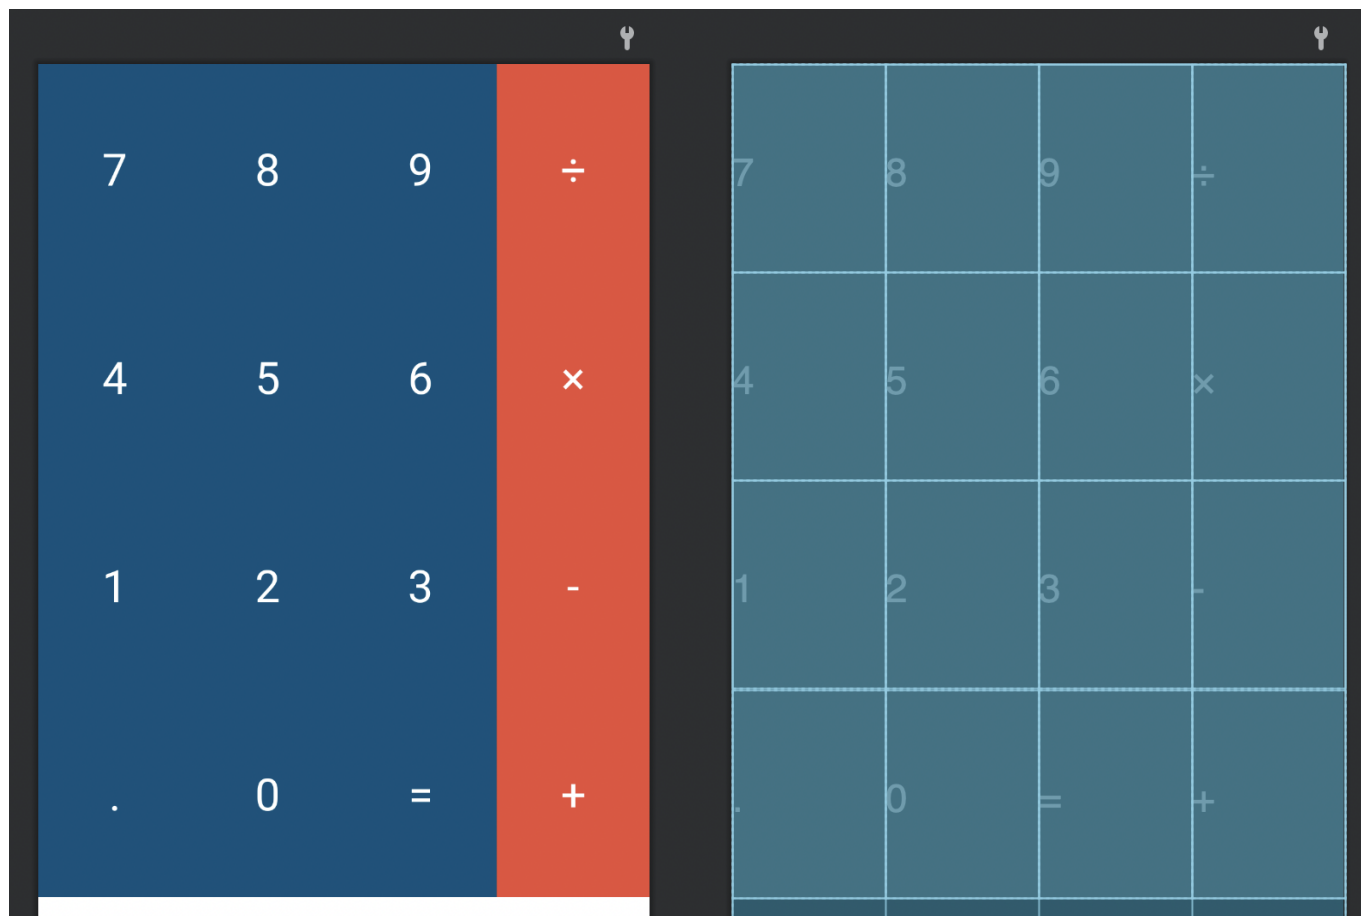 7 8 9 ÷ 7 8 9 ÷
4 5 6 × 4 5 6 ×
1 2 3 - 1 2 3 -
. 0 = + . 0 = +